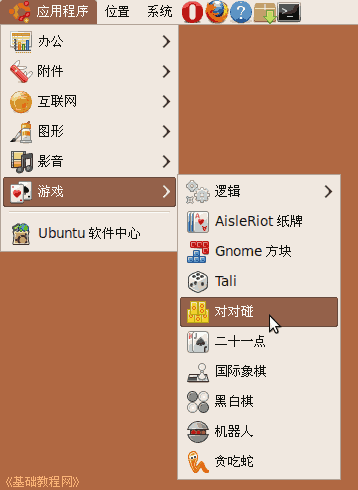 应用程序 位置 系统
办公
附件
互联网
图形
影音
游戏
Ubuntu 软件中心
逻辑
AisleRiot 纸牌
Gnome 方块
Tali
对对碰
二十一点
国际象棋
黑白棋
机器人
贪吃蛇
《基础教程网》